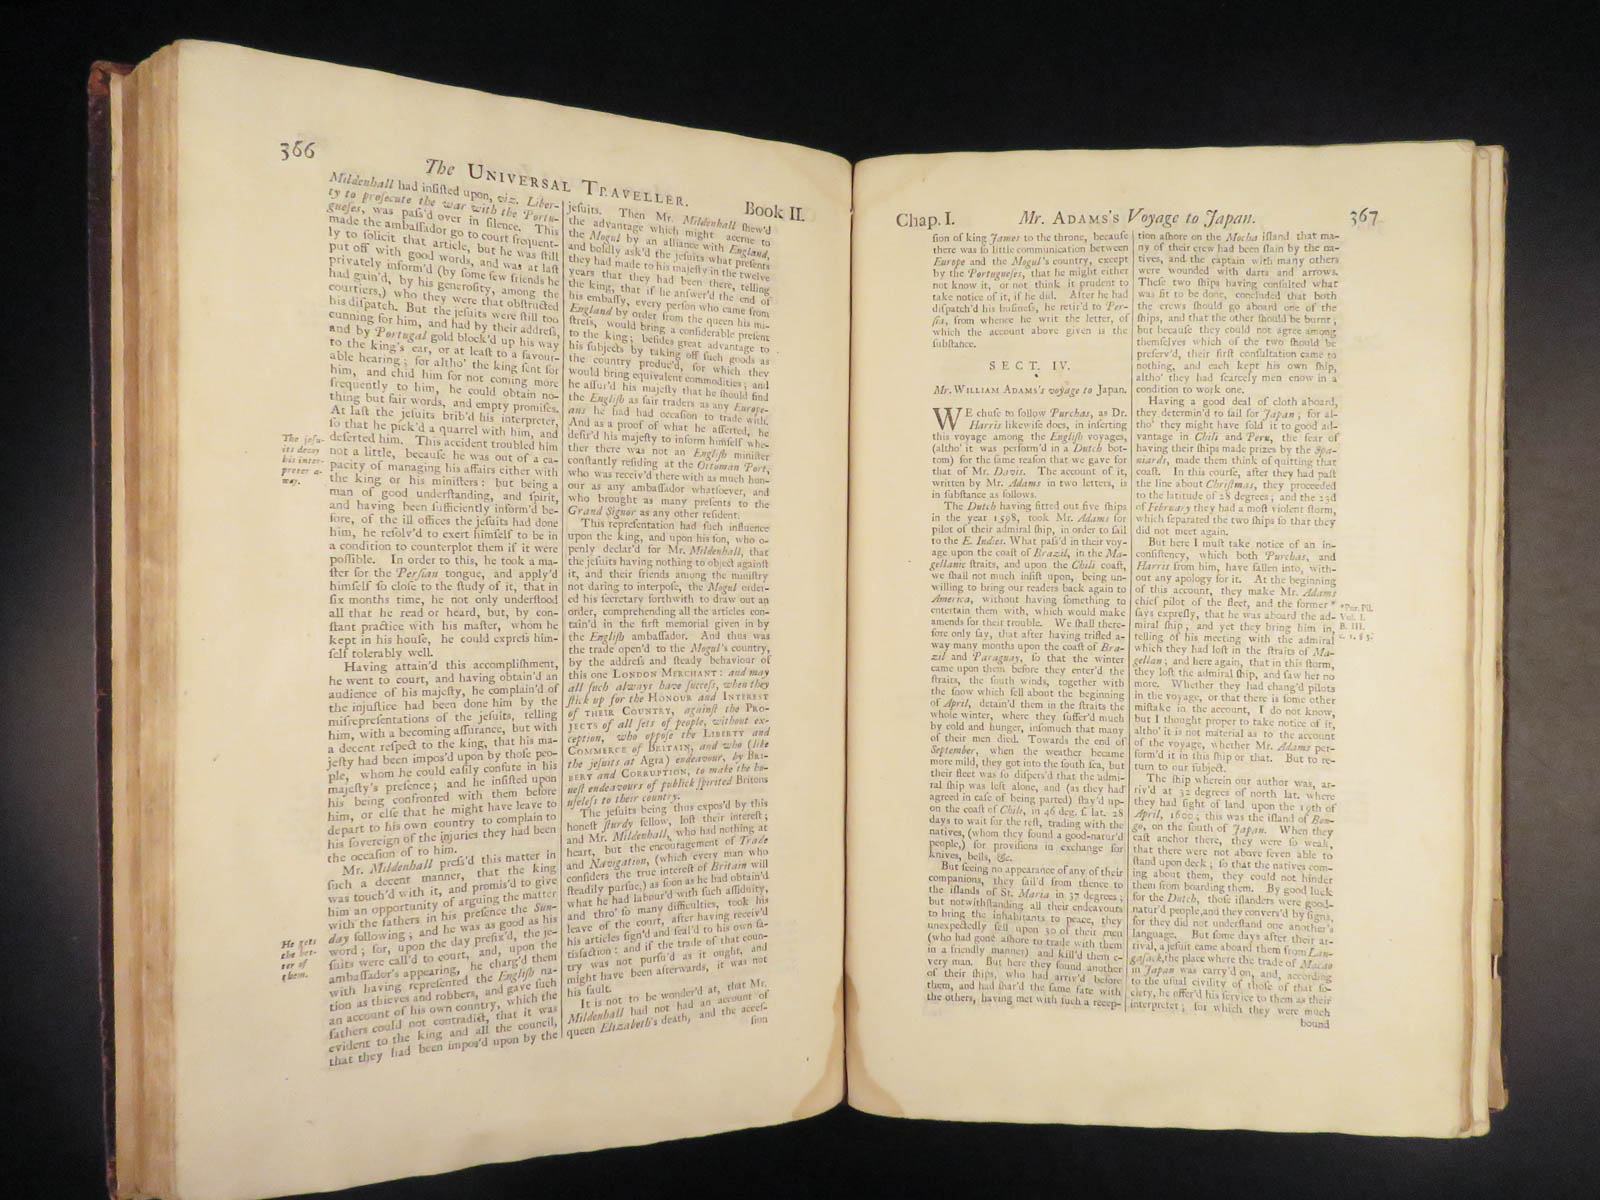 366
The UNIVERSAL TRAVELLER.
Book II.
Mildenhall had insisted upon, viz. Liber-
ty to prosecute the war with the Portu-
gueses, was pass'd over in silence. This
made the ambassador go to court frequent-
ly to solicit that article, but he was still
put off with good words, and was at last
privately inform'd (by some few friends he
had gain'd, by his generosity, among the
courtiers,) who they were that obstructed
his dispatch. But the jesuits were still too
cunning for him, and had by their address,
and by Portugal gold block'd up his way
to the king's ear, or at least to a favour-
able hearing; for altho' the king sent for
him, and chid him for not coming more
frequently to him, he could obtain no-
thing but fair words, and empty promises.
At last the jesuits brib'd his interpreter,
so that he pick'd a quarrel with him, and
deserted him. This accident troubled him
not a little, because he was out of a ca-
pacity of managing his affairs either with
the king or his ministers: but being a
man of good understanding, and spirit,
and having been sufficiently inform'd be-
fore, of the ill offices the jesuits had done
him, he resolv'd to exert himself to be in
a condition to counterplot them if it were
possible. In order to this, he took a ma-
ster for the Persian tongue, and apply'd
himself so close to the study of it, that in
six months time, he not only understood
all that he read or heard, but, by con-
stant practice with his master, whom he
kept in his house, he could express him-
self tolerably well.
Having attain'd this accomplishment,
he went to court, and having obtain'd an
audience of his majesty, he complain'd of
the injustice had been done him by the
misrepresentations of the jesuits, telling
him, with a becoming assurance, but with
a decent respect to the king, that his ma-
jesty had been impos'd upon by those peo-
ple, whom he could easily confute in his
majesty's presence; and he insisted upon
his being confronted with them before
him, or else that he might have leave to
depart to his own country to complain to
his sovereign of the injuries they had been
the occasion of to him.
Mr. Mildenhall press'd this matter in
such a decent manner, that the king
was touch'd with it, and promis'd to give
him an opportunity of arguing the matter
with the fathers in his presence the Sun-
day following; and he was as good as his
word; for, upon the day prefix'd, the je-
suits were call'd to court, and, upon the
ambassador's appearing, he charg'd them
with having represented the English na-
tion as thieves and robbers, and gave such
an account of his own country, which the
fathers could not contradict, that it was
evident to the king and all the council,
that they had been impos'd upon by the
The jesu-
its decoy
his inter-
preter a-
way.
He gets
the bet-
ter of
them.
jesuits. Then Mr. Mildenhall shew'd
the advantage which might accrue to
the Mogul by an alliance with England,
and boldly ask'd the jesuits what presents
they had made to his majesty in the twelve
years that they had been there, telling
the king, that if he answer'd the end of
his embassy, every person who came from
England by order from the queen his mi-
stress, would bring a considerable present
to the king; besides great advantage to
his subjects by taking off such goods as
the country produc'd, for which they
would bring equivalent commodities; and
he assur'd his majesty that he should find
the English as fair traders as any Europe-
ans he had had occasion to trade with.
And as a proof of what he asserted, he
desir'd his majesty to inform himself whe-
ther there was not an English minister
constantly residing at the Ottoman Port,
who was receiv'd there with as much hon-
our as any ambassador whatsoever, and
who brought as many presents to the
Grand Signor as any other resident.
This representation had such influence
upon the king, and upon his son, who o-
penly declar'd for Mr. Mildenhall, that
the jesuits having nothing to object against
it, and their friends among the ministry
not daring to interpose, the Mogul order-
ed his secretary forthwith to draw out an
order, comprehending all the articles con-
tain'd in the first memorial given in by
the English ambassador. And thus was
the trade open'd to the Mogul's country,
by the address and steady behaviour of
this one LONDON MERCHANT: and may
all such always have success, when they
stick up for the HONOUR and INTEREST
of THEIR COUNTRY, against the PRO-
JECTS of all sets of people, without ex-
ception, who oppose the LIBERTY and
COMMERCE of BRITAIN, and who (like
the jesuits at Agra) endeavour, by BRI-
BERY and CORRUPTION, to make the ho-
nest endeavours of publick spirited Britons
useless to their country.
The jesuits being thus expos'd by this
honest sturdy fellow, lost their interest;
and Mr. Mildenhall, who had nothing at
heart, but the encouragement of Trade
and Navigation, (which every man who
considers the true interest of Britain will
steadily pursue,) as soon as he had obtain'd
what he had labour'd with such assiduity,
and thro' so many difficulties, took his
leave of the court, after having receiv'd
his articles sign'd and seal'd to his own sa-
tisfaction: and if the trade of that coun-
try was not pursu'd as it ought, and
might have been afterwards, it was not
his fault.
It is not to be wonder'd at, that Mr.
Mildenhall had not had an account of
queen Elizabeth's death, and the acces-
sion
Chap. I.
Mr. ADAMS's Voyage to Japan.
367
sion of king James to the throne, because
there was so little communication between
Europe and the Mogul's country, except
by the Portugueses, that he might either
not know it, or not think it prudent to
take notice of it, if he did. After he had
dispatch'd his business, he retir'd to Per-
sia, from whence he writ the letter, of
which the account above given is the
substance.
SECT. IV.
Mr. WILLIAM ADAMS's voyage to Japan.
WE chuse to follow Purchas, as Dr.
Harris likewise does, in inserting
this voyage among the English voyages,
(altho' it was perform'd in a Dutch bot-
tom) for the same reason that we gave for
that of Mr. Davis. The account of it,
written by Mr. Adams in two letters, is
in substance as follows.
The Dutch having fitted out five ships
in the year 1598, took Mr. Adams for
pilot of their admiral ship, in order to sail
to the E. Indies. What pass'd in their voy-
age upon the coast of Brazil, in the Ma-
gellanic straits, and upon the Chili coast,
we shall not much insist upon, being un-
willing to bring our readers back again to
America, without having something to
entertain them with, which would make
amends for their trouble. We shall there-
fore only say, that after having trifled a-
way many months upon the coast of Bra-
zil and Paraguay, so that the winter
came upon them before they enter'd the
straits, the south winds, together with
the snow which fell about the beginning
of April, detain'd them in the straits the
whole winter, where they suffer'd much
by cold and hunger, insomuch that many
of their men died. Towards the end of
September, when the weather became
more mild, they got into the south sea, but
their fleet was so dispers'd that the admi-
ral ship was left alone, and (as they had
agreed in case of being parted) stay'd up-
on the coast of Chili, in 46 deg. s. lat. 28
days to wait for the rest, trading with the
natives, (whom they found a good-natur'd
people,) for provisions in exchange for
knives, bells, &c.
But seeing no appearance of any of their
companions, they sail'd from thence to
the islands of St. Maria in 37 degrees;
but notwithstanding all their endeavours
to bring the inhabitants to peace, they
unexpectedly fell upon 30 of their men
(who had gone ashore to trade with them
in a friendly manner) and kill'd them e-
very man. But here they found another
of their ships, who had arriv'd before
them, and had shar'd the same fate with
the others, having met with such a recep-
tion ashore on the Mocha island that ma-
ny of their crew had been slain by the na-
tives, and the captain with many others
were wounded with darts and arrows.
These two ships having consulted what
was fit to be done, concluded that both
the crews should go aboard one of the
ships, and that the other should be burnt;
but because they could not agree among
themselves which of the two should be
preserv'd, their first consultation came to
nothing, and each kept his own ship,
altho' they had scarcely men enow in a
condition to work one.
Having a good deal of cloth aboard,
they determin'd to sail for Japan; for al-
tho' they might have sold it to good ad-
vantage in Chili and Peru, the fear of
having their ships made prizes by the Spa-
niards, made them think of quitting that
coast. In this course, after they had past
the line about Christmas, they proceeded
to the latitude of 28 degrees; and the 23d
of February they had a most violent storm,
which separated the two ships so that they
did not meet again.
But here I must take notice of an in-
consistency, which both Purchas, and
Harris from him, have fallen into, with-
out any apology for it. At the beginning
of this account, they make Mr. Adams
chief pilot of the fleet, and the former *
says expressly, that he was aboard the ad-
miral ship, and yet they bring him in,
telling of his meeting with the admiral
which they had lost in the straits of Ma-
gellan; and here again, that in this storm,
they lost the admiral ship, and saw her no
more. Whether they had chang'd pilots
in the voyage, or that there is some other
mistake in the account, I do not know,
but I thought proper to take notice of it,
altho' it is not material as to the account
of the voyage, whether Mr. Adams per-
form'd it in this ship or that. But to re-
turn to our subject.
The ship wherein our author was, ar-
riv'd at 32 degrees of north lat. where
they had sight of land upon the 19th of
April, 1600; this was the island of Bun-
go, on the south of Japan. When they
cast anchor there, they were so weak,
that there were not above seven able to
stand upon deck; so that the natives com-
ing about them, they could not hinder
them from boarding them. By good luck
for the Dutch, those islanders were good-
natur'd people, and they convers'd by signs,
for they did not understand one another's
language. But some days after their ar-
rival, a jesuit came aboard them from Lan-
gasack, the place where the trade of Macao
in Japan was carry'd on, and, according
to the usual civility of those of that so-
ciety, he offer'd his service to them as their
interpreter; for which they were much
bound
* Pur. Pil.
Vol. I.
B. III.
c. 1. § 5.